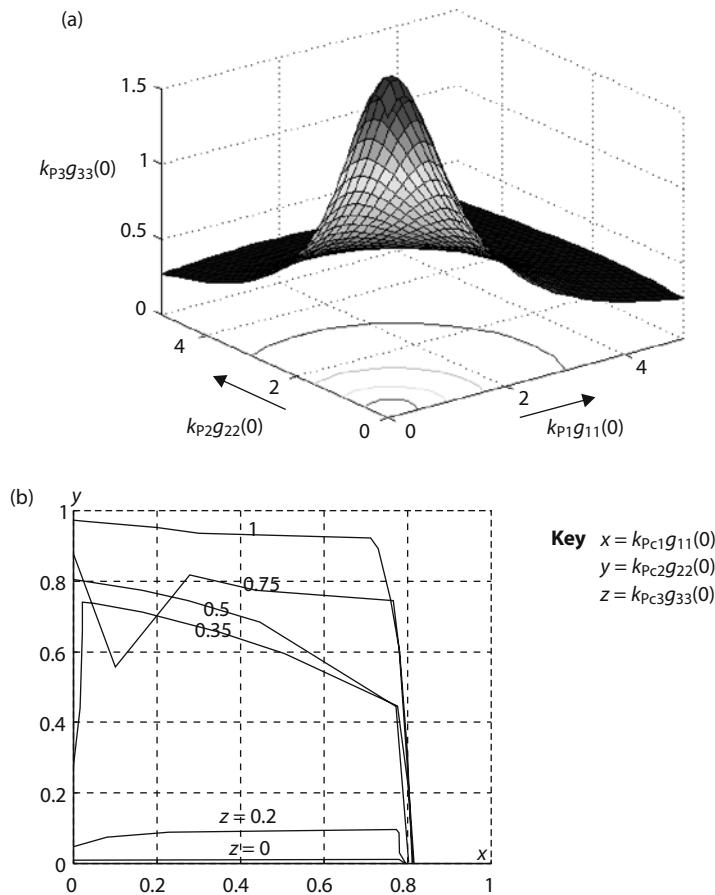 (a)
1.5
1
0.5
0
k_P3g_33(0)
4
2
0
k_P2g_22(0)
0
2
4
k_P1g_11(0)
(b)
y
1
0.8
0.6
0.4
0.2
0
1
0.75
0.5
0.35
z = 0.2
z = 0
x
0
0.2
0.4
0.6
0.8
1
Key x = k_Pc1g_11(0)
y = k_Pc2g_22(0)
z = k_Pc3g_33(0)